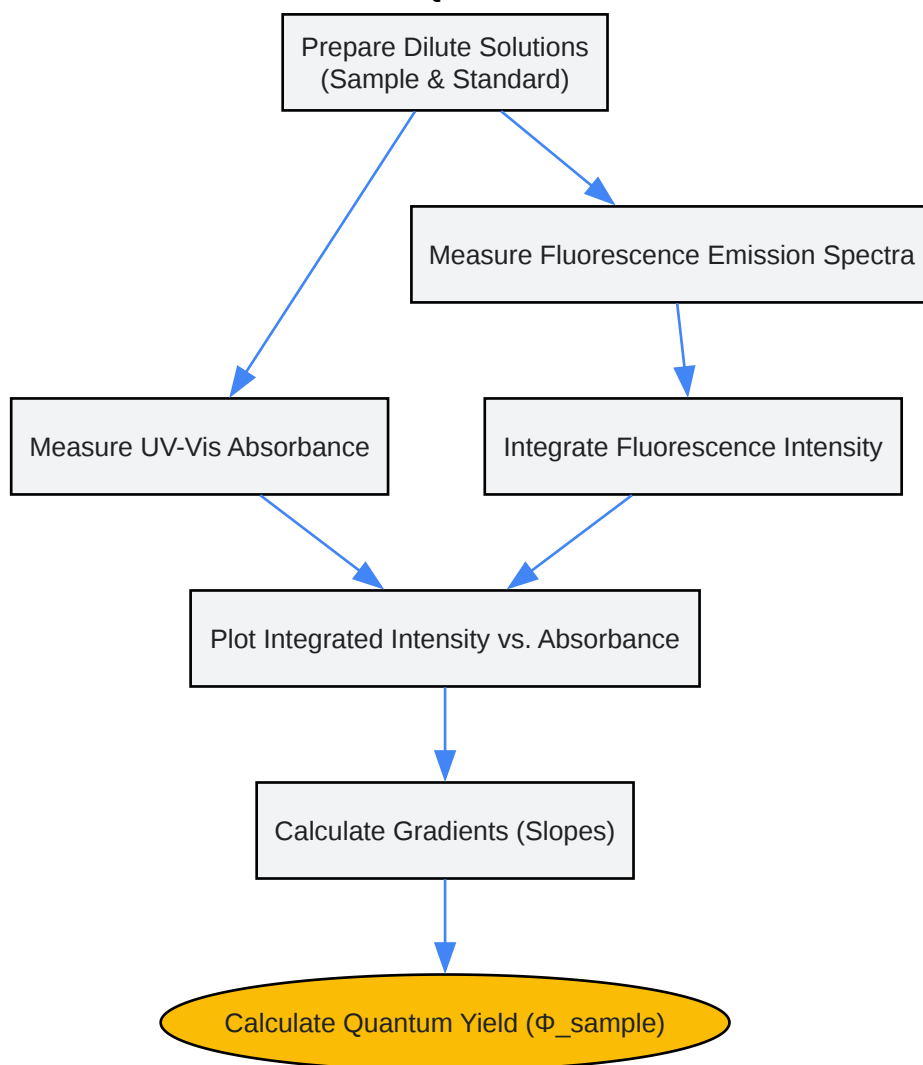 Prepare Dilute Solutions
(Sample & Standard)
Measure Fluorescence Emission Spectra
Measure UV-Vis Absorbance
Integrate Fluorescence Intensity
Plot Integrated Intensity vs. Absorbance
Calculate Gradients (Slopes)
Calculate Quantum Yield (Φ_sample)